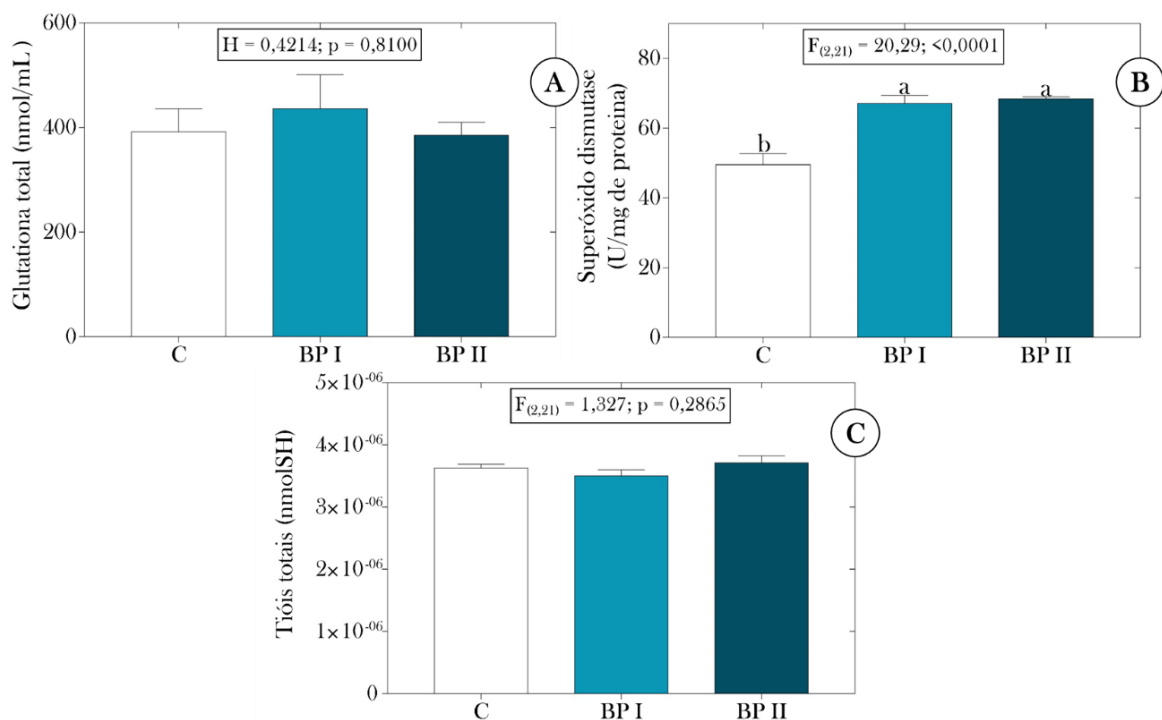 600
400
200
0
Glutationa total (nmol/mL)
H = 0,4214; p = 0,8100
A
C
BP I
BP II
80
60
40
20
0
Superóxido dismutase
(U/mg de proteina)
F(2,21) = 20,29; <0,0001
B
b
a
a
C
BP I
BP II
5×10-06
4×10-06
3×10-06
2×10-06
1×10-06
0
Tióis totais (nmolSH)
F(2,21) = 1,327; p = 0,2865
C
C
BP I
BP II